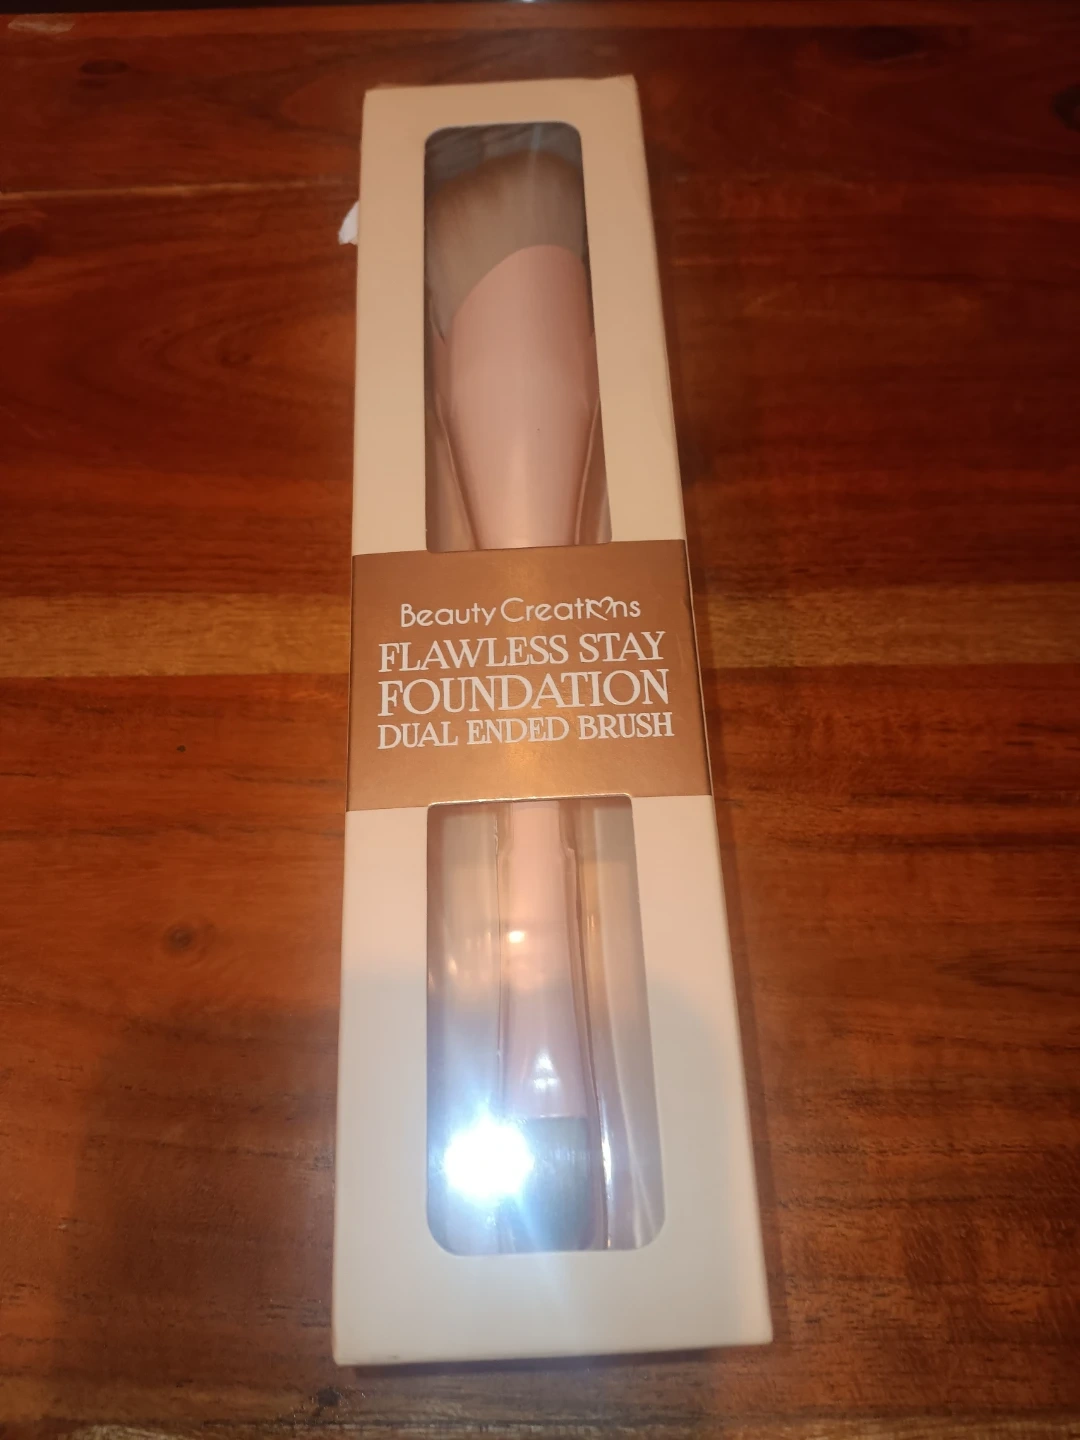 Beauty Creations
FLAWLESS STAY
FOUNDATION
DUAL ENDED BRUSH